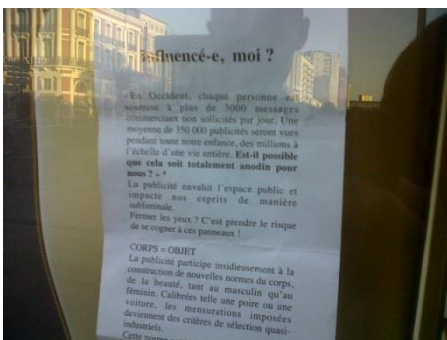 Influencé-e, moi ?
« En Occident, chaque personne est
soumise à plus de 3000 messages
commerciaux non sollicités par jour. Une
moyenne de 350 000 publicités seront vues
pendant toute notre enfance, des millions à
l'échelle d'une vie entière. Est-il possible
que cela soit totalement anodin pour
nous ? » *
La publicité envahit l'espace public et
impacte nos esprits de manière
subliminale.
Fermer les yeux ? C'est prendre le risque
de se cogner à ces panneaux !
CORPS = OBJET
La publicité participe insidieusement à la
construction de nouvelles normes du corps,
de la beauté, tant au masculin qu'au
féminin. Calibrées telle une poire ou une
voiture, les mensurations imposées
deviennent des critères de sélection quasi-
industriels.